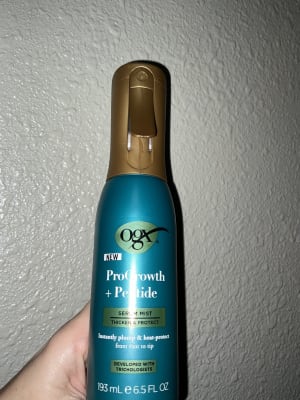 ogx
NEW
ProGrowth
+ Peptide
SERUM MIST
THICKEN & PROTECT
Instantly plump & heat-protect
from root to tip
DEVELOPED WITH
TRICHOLOGISTS
193 mL e 6.5 FL OZ